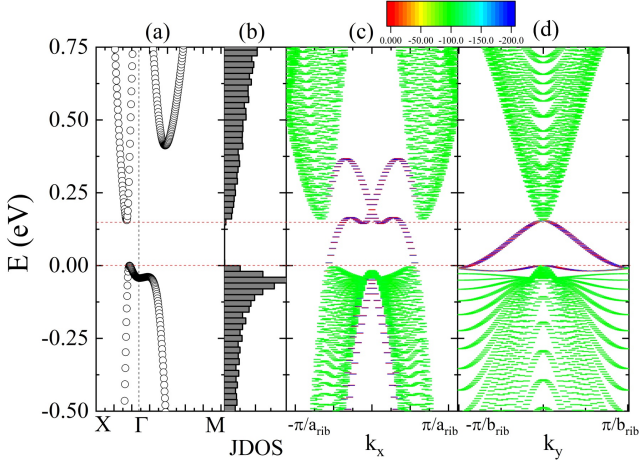 (a) (b) (c) (d)
0.000 -50.00 -100.0 -150.0 -200.0
0.75
0.50
0.25
0.00
-0.25
-0.50
E (eV)
X Γ M -π/a_rib π/a_rib -π/b_rib π/b_rib
JDOS k_x k_y